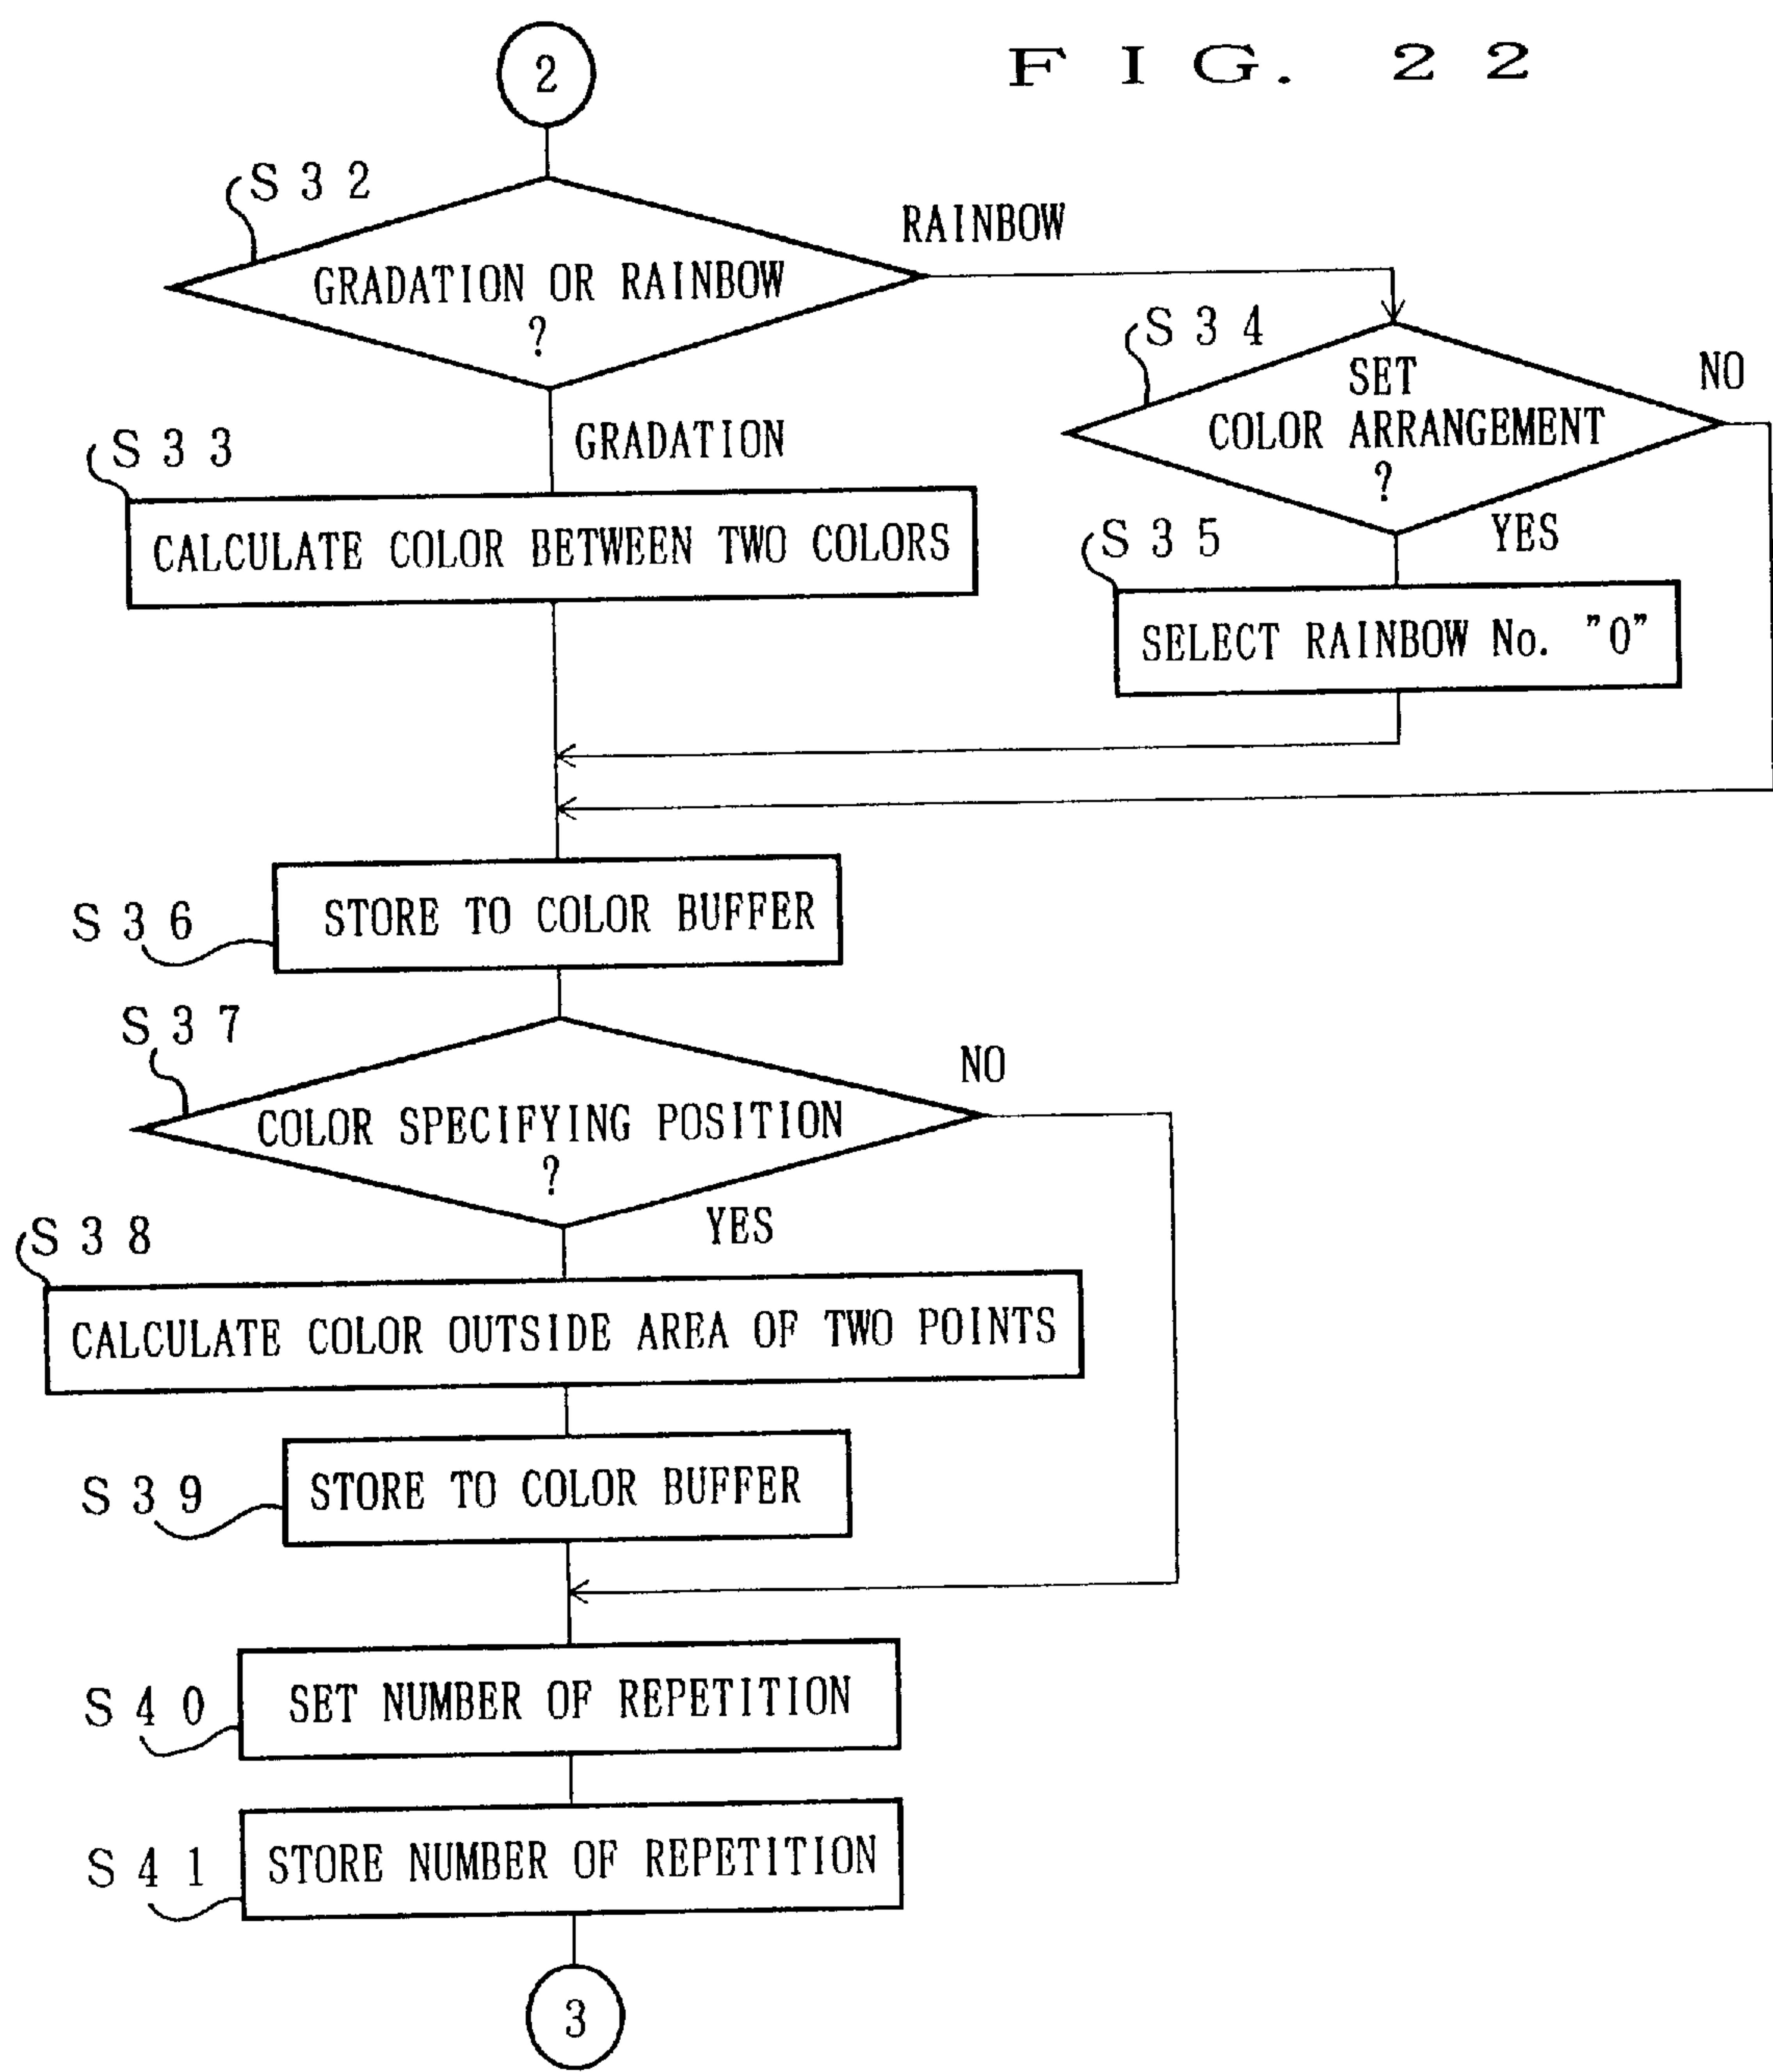 FIG. 22
2
S32
RAINBOW
GRADATION OR RAINBOW
?
S34
SET
COLOR ARRANGEMENT
?
NO
GRADATION
S33
CALCULATE COLOR BETWEEN TWO COLORS
YES
S35
SELECT RAINBOW No. "0"
S36
STORE TO COLOR BUFFER
S37
NO
COLOR SPECIFYING POSITION
?
YES
S38
CALCULATE COLOR OUTSIDE AREA OF TWO POINTS
S39
STORE TO COLOR BUFFER
S40
SET NUMBER OF REPETITION
S41
STORE NUMBER OF REPETITION
3